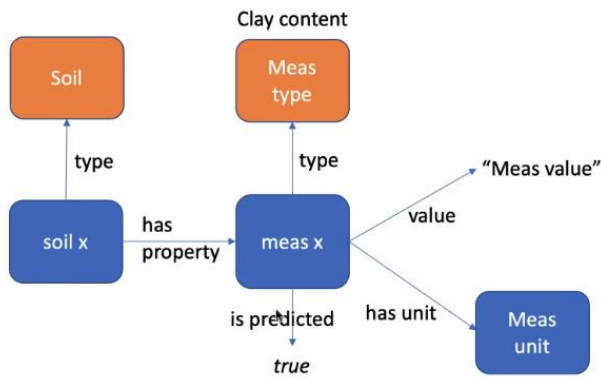 Clay content
Soil
Meas
type
type
type
"Meas value"
value
soil x
has
property
meas x
is predicted
has unit
Meas
unit
true